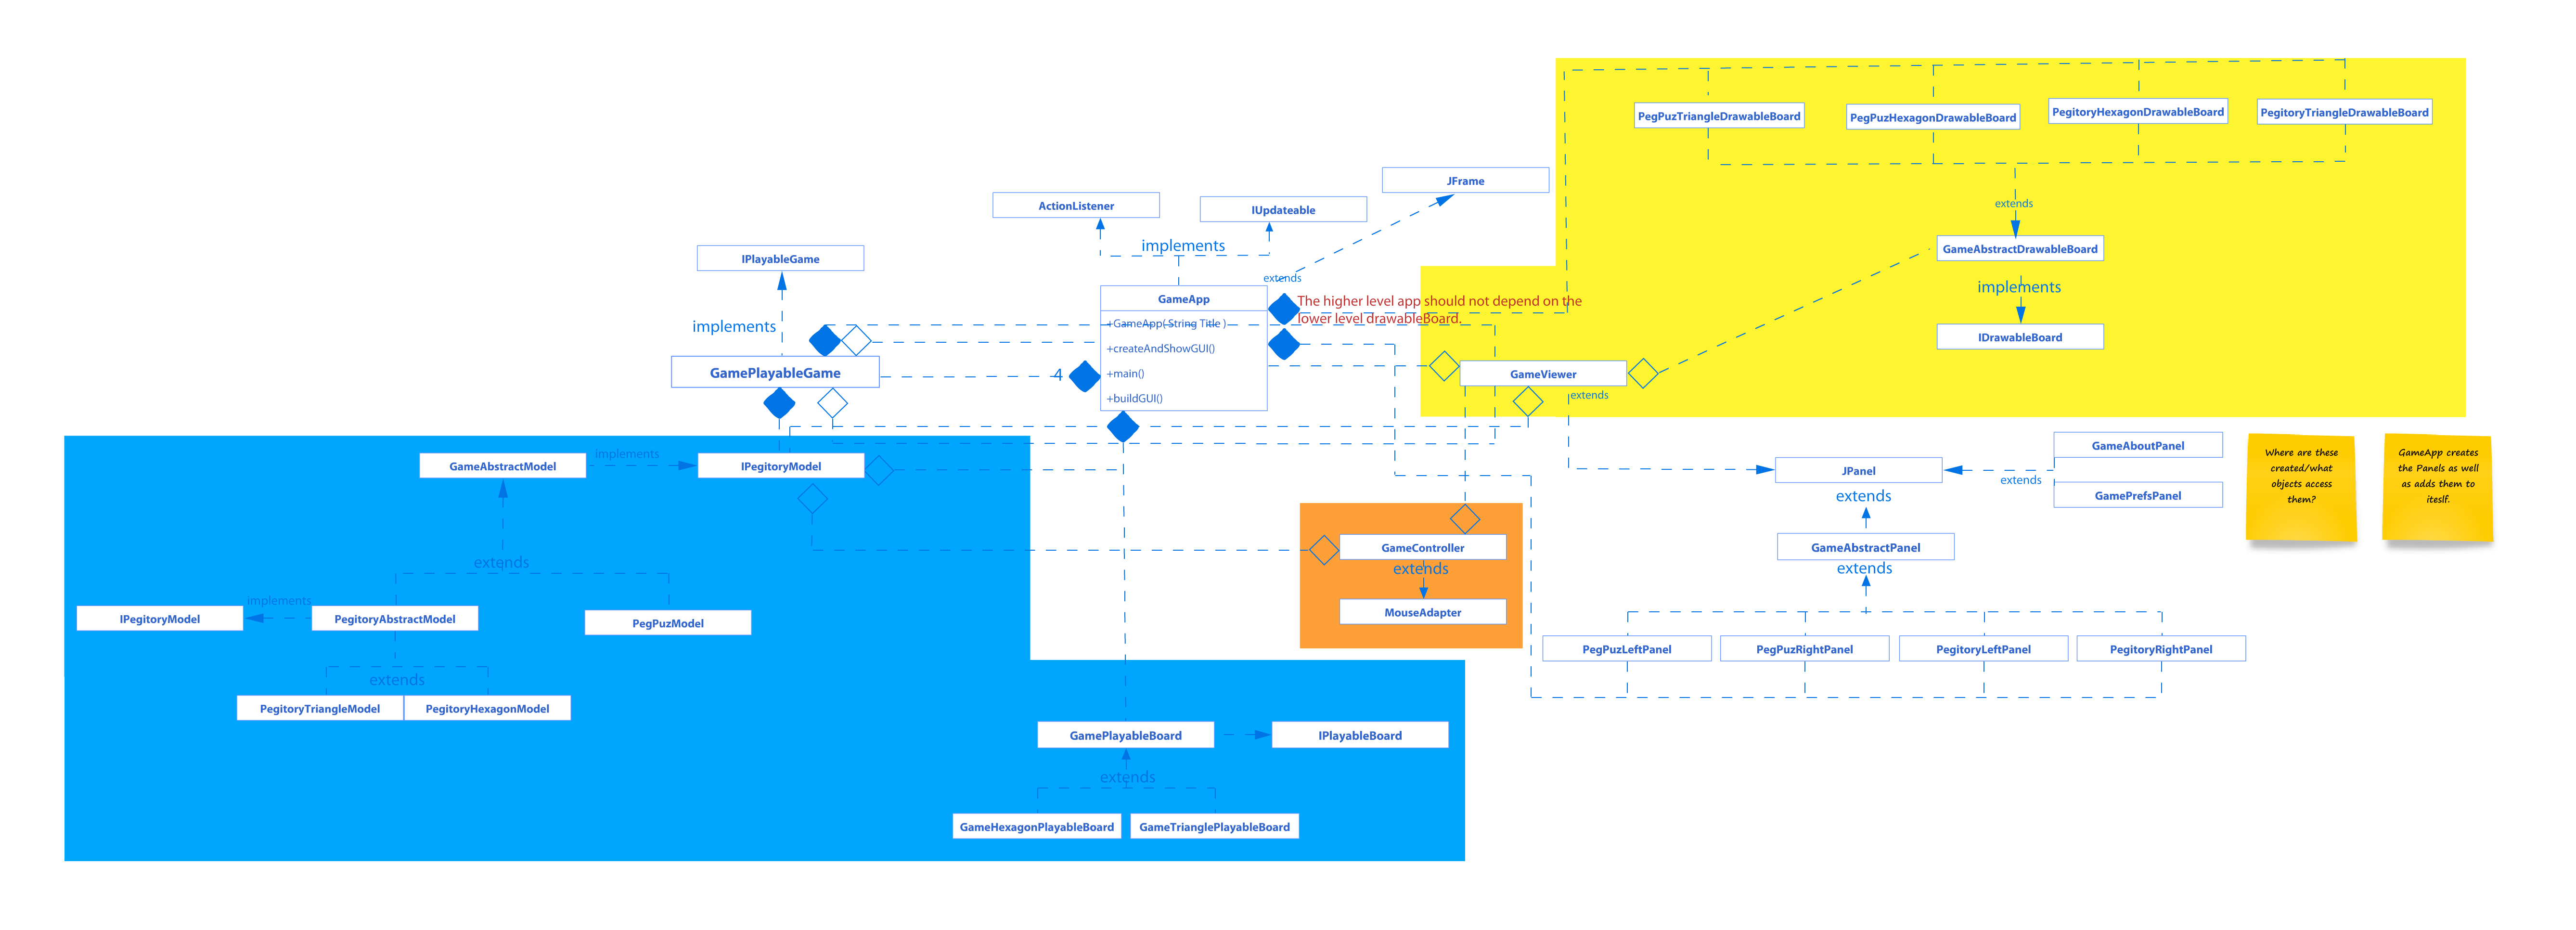 PegPuzTriangleDrawableBoard
PegPuzHexagonDrawableBoard
PegitoryHexagonDrawableBoard
PegitoryTriangleDrawableBoard
JFrame
ActionListener
IUpdateable
extends
implements
GameAbstractDrawableBoard
IPlayableGame
extends
implements
GameApp
The higher level app should not depend on the
lower level drawableBoard.
implements
+GameApp( String Title )
IDrawableBoard
+createAndShowGUI()
GamePlayableGame
4
+main()
GameViewer
+buildGUI()
extends
GameAbstractModel
implements
IPegitoryModel
JPanel
GameAboutPanel
extends
GamePrefsPanel
Where are these
created/what
objects access
them?
GameApp creates
the Panels as well
as adds them to
iteslf.
extends
GameController
GameAbstractPanel
extends
extends
extends
MouseAdapter
implements
IPegitoryModel
PegitoryAbstractModel
PegPuzModel
PegPuzLeftPanel
PegPuzRightPanel
PegitoryLeftPanel
PegitoryRightPanel
extends
PegitoryTriangleModel
PegitoryHexagonModel
GamePlayableBoard
IPlayableBoard
extends
GameHexagonPlayableBoard
GameTrianglePlayableBoard